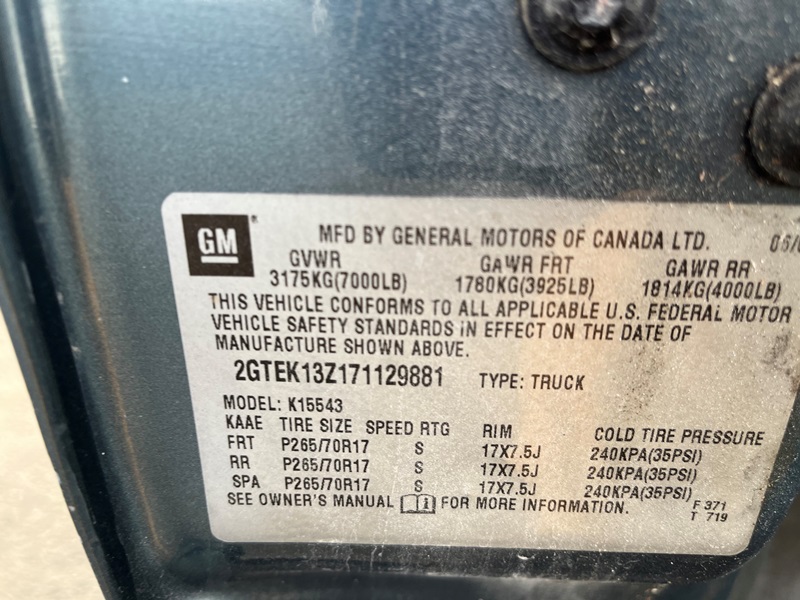 GM® MFD BY GENERAL MOTORS OF CANADA LTD. 06/
GVWR GAWR FRT GAWR RR
3175KG(7000LB) 1780KG(3925LB) 1814KG(4000LB)
THIS VEHICLE CONFORMS TO ALL APPLICABLE U.S. FEDERAL MOTOR
VEHICLE SAFETY STANDARDS IN EFFECT ON THE DATE OF
MANUFACTURE SHOWN ABOVE.
2GTEK13Z171129881 TYPE: TRUCK
MODEL: K15543
KAAE TIRE SIZE SPEED RTG RIM COLD TIRE PRESSURE
FRT P265/70R17 S 17X7.5J 240KPA(35PSI)
RR P265/70R17 S 17X7.5J 240KPA(35PSI)
SPA P265/70R17 S 17X7.5J 240KPA(35PSI)
SEE OWNER'S MANUAL i FOR MORE INFORMATION. F 371
T 719